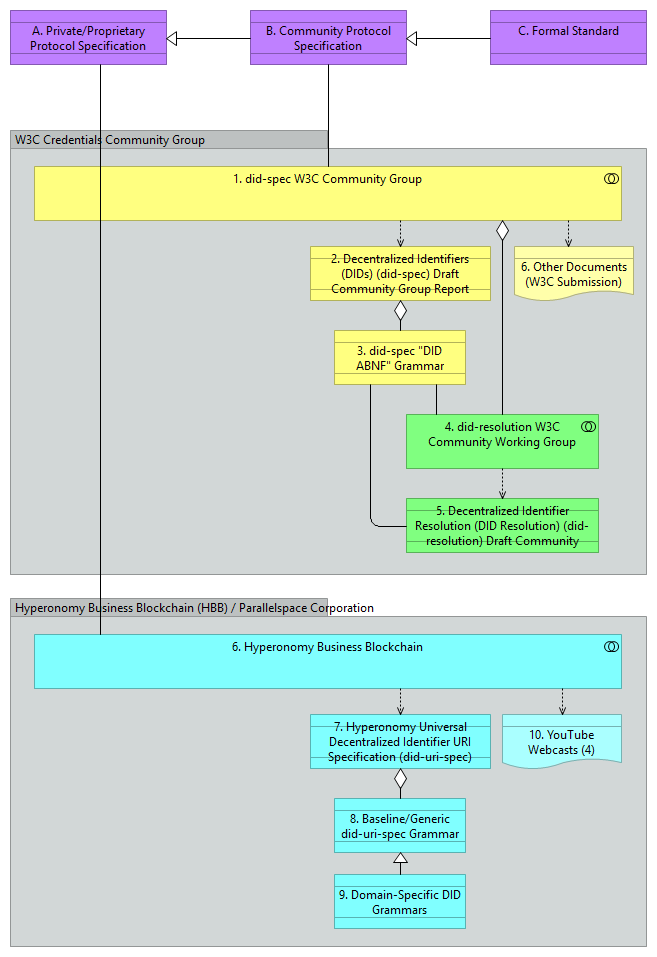 A. Private/Proprietary
Protocol Specification
B. Community Protocol
Specification
C. Formal Standard
W3C Credentials Community Group
1. did-spec W3C Community Group
2. Decentralized Identifiers
(DIDs) (did-spec) Draft
Community Group Report
6. Other Documents
(W3C Submission)
3. did-spec "DID
ABNF" Grammar
4. did-resolution W3C
Community Working Group
5. Decentralized Identifier
Resolution (DID Resolution) (did-
resolution) Draft Community
Hyperonomy Business Blockchain (HBB) / Parallelspace Corporation
6. Hyperonomy Business Blockchain
7. Hyperonomy Universal
Decentralized Identifier URI
Specification (did-uri-spec)
10. YouTube
Webcasts (4)
8. Baseline/Generic
did-uri-spec Grammar
9. Domain-Specific DID
Grammars